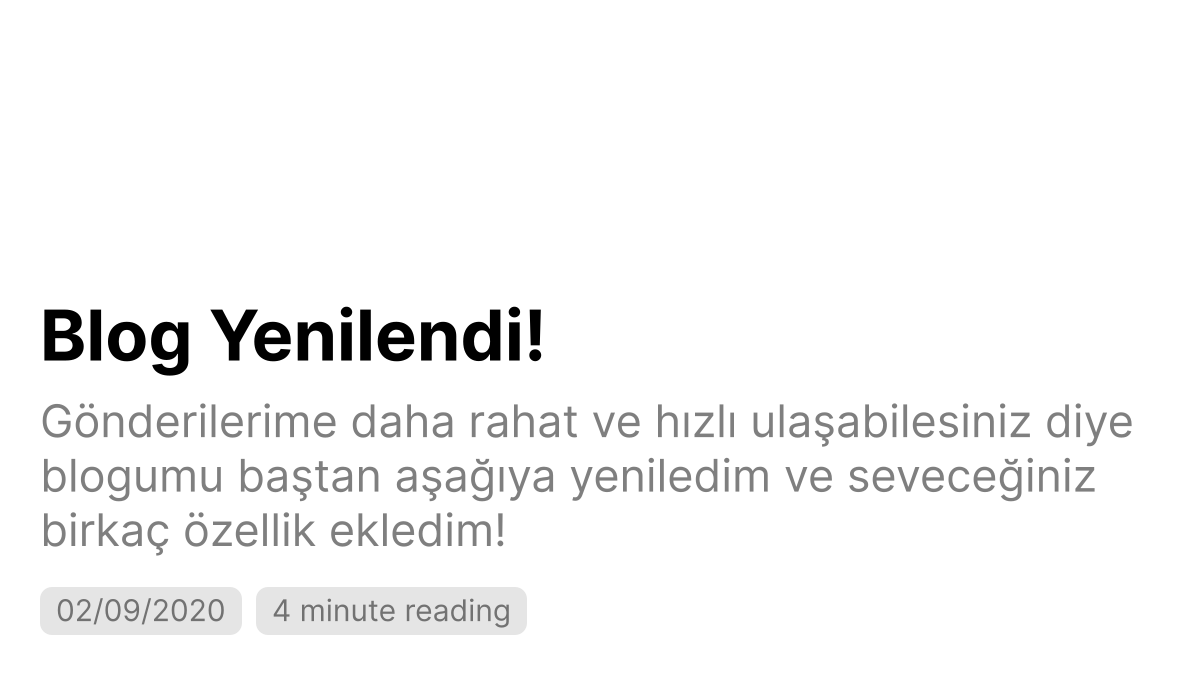 Blog Yenilendi!
Gönderilerime daha rahat ve hızlı ulaşabilesiniz diye
blogumu baştan aşağıya yeniledim ve seveceğiniz
birkaç özellik ekledim!
02/09/2020 4 minute reading